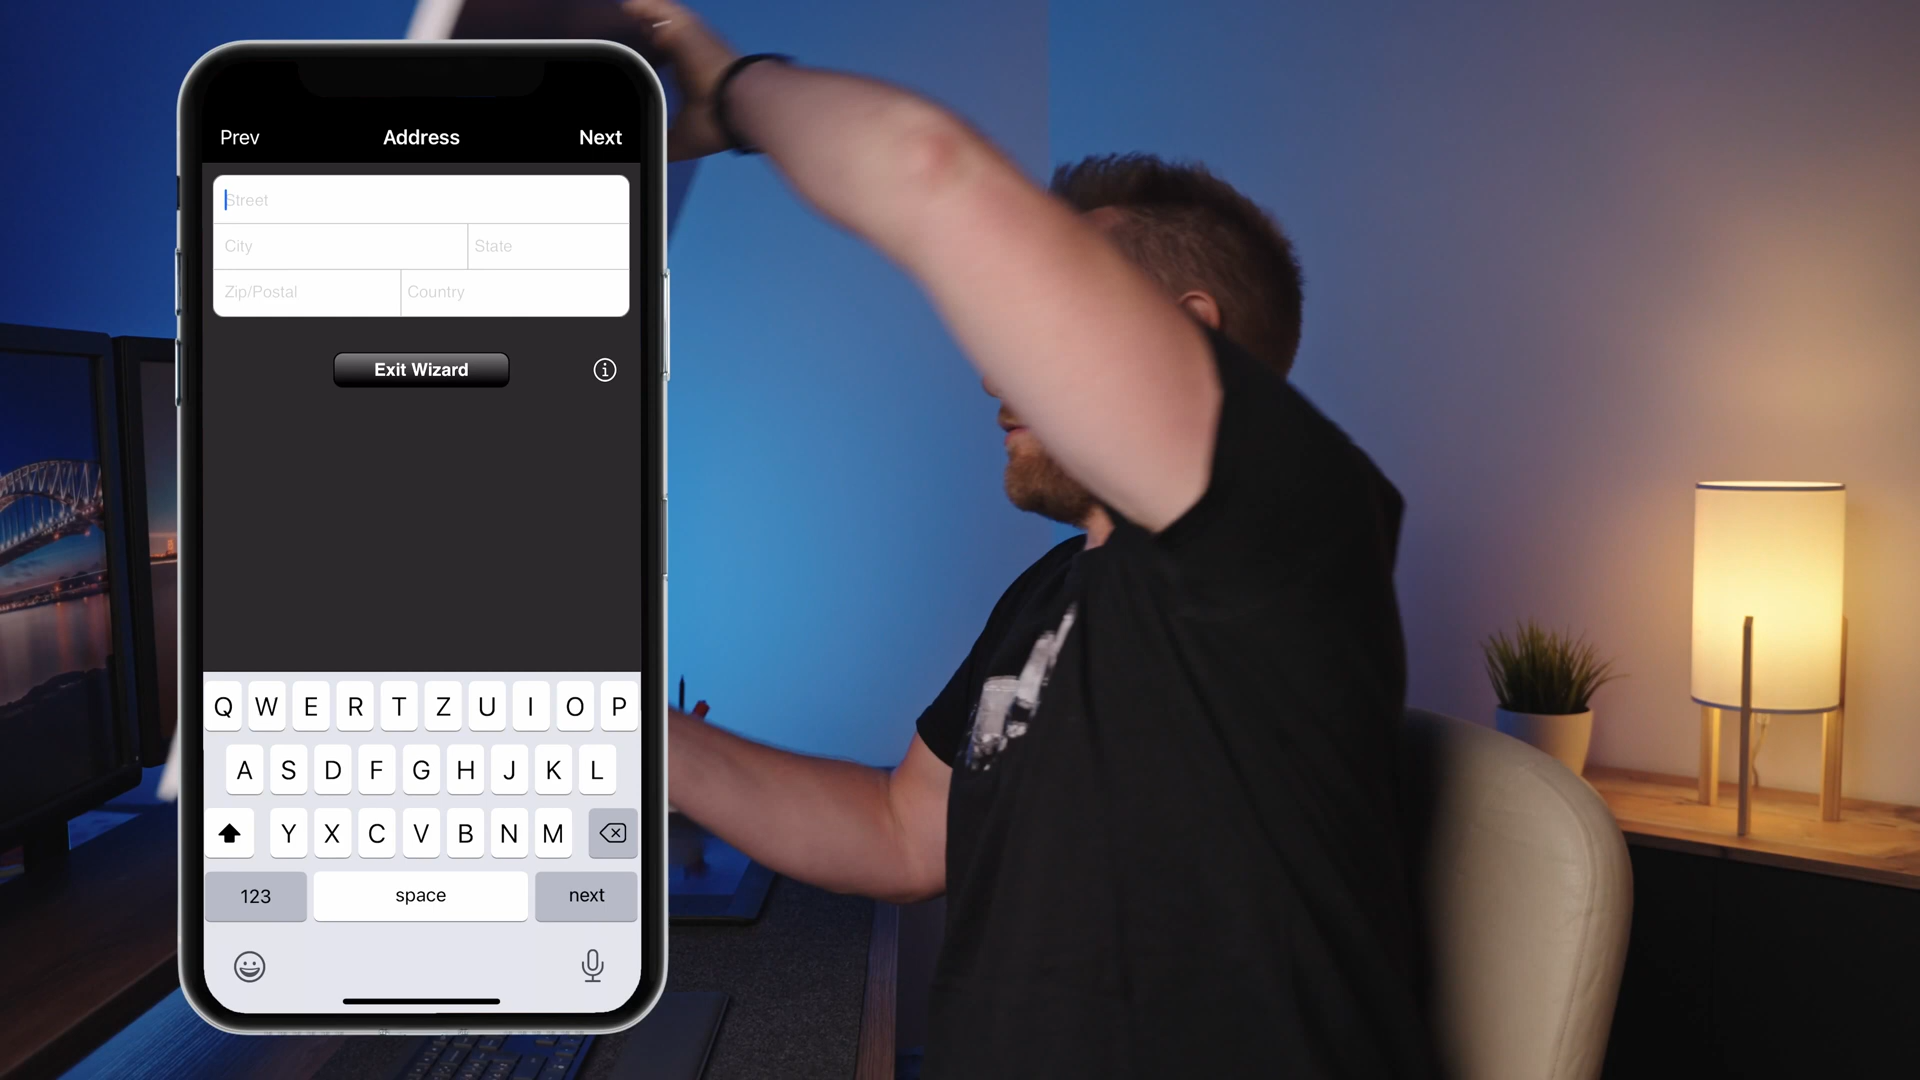 Prev Address Next
Street
City State
Zip/Postal Country
Exit Wizard
Q W E R T Z U I O P
A S D F G H J K L
Y X C V B N M
123 space next